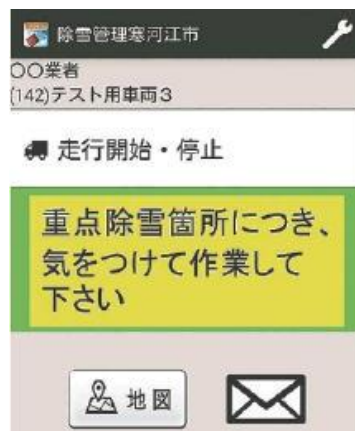 除雪管理寒河江市
〇〇業者
(142)テスト用車両3
走行開始・停止
重点除雪箇所につき、
気をつけて作業して
下さい
地図